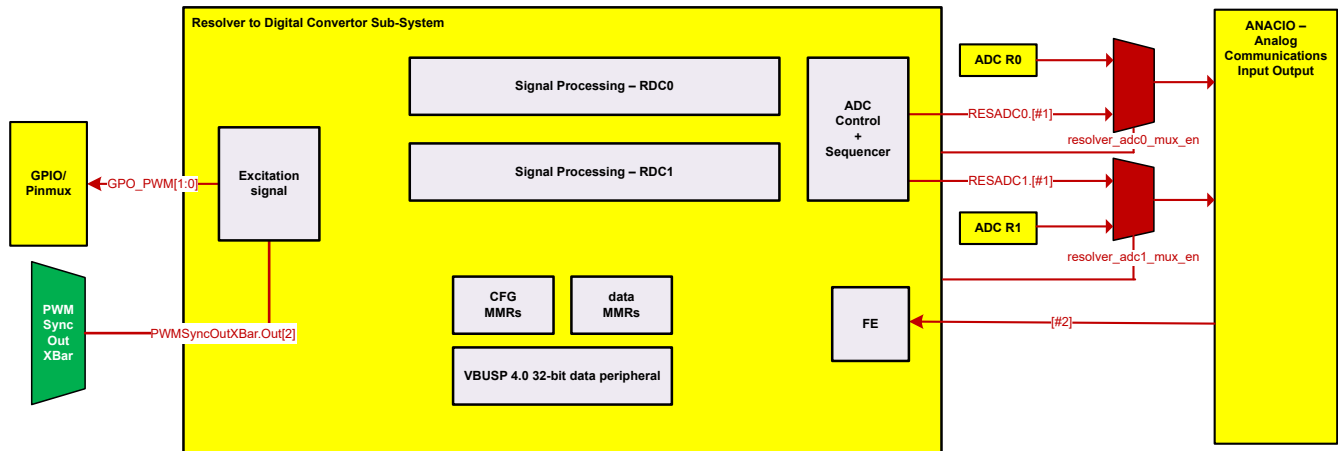 Resolver to Digital Convertor Sub-System
GPIO/
Pinmux
GPO_PWM[1:0]
PWM
Sync
Out
XBar
PWMSyncOutXBar.Out[2]
Excitation
signal
Signal Processing – RDC0
Signal Processing – RDC1
CFG
MMRs
data
MMRs
VBUSP 4.0 32-bit data peripheral
ADC
Control
+
Sequencer
FE
ADC R0
RESADC0.[#1]
resolver_adc0_mux_en
RESADC1.[#1]
ADC R1
resolver_adc1_mux_en
[#2]
ANACIO –
Analog
Communications
Input Output